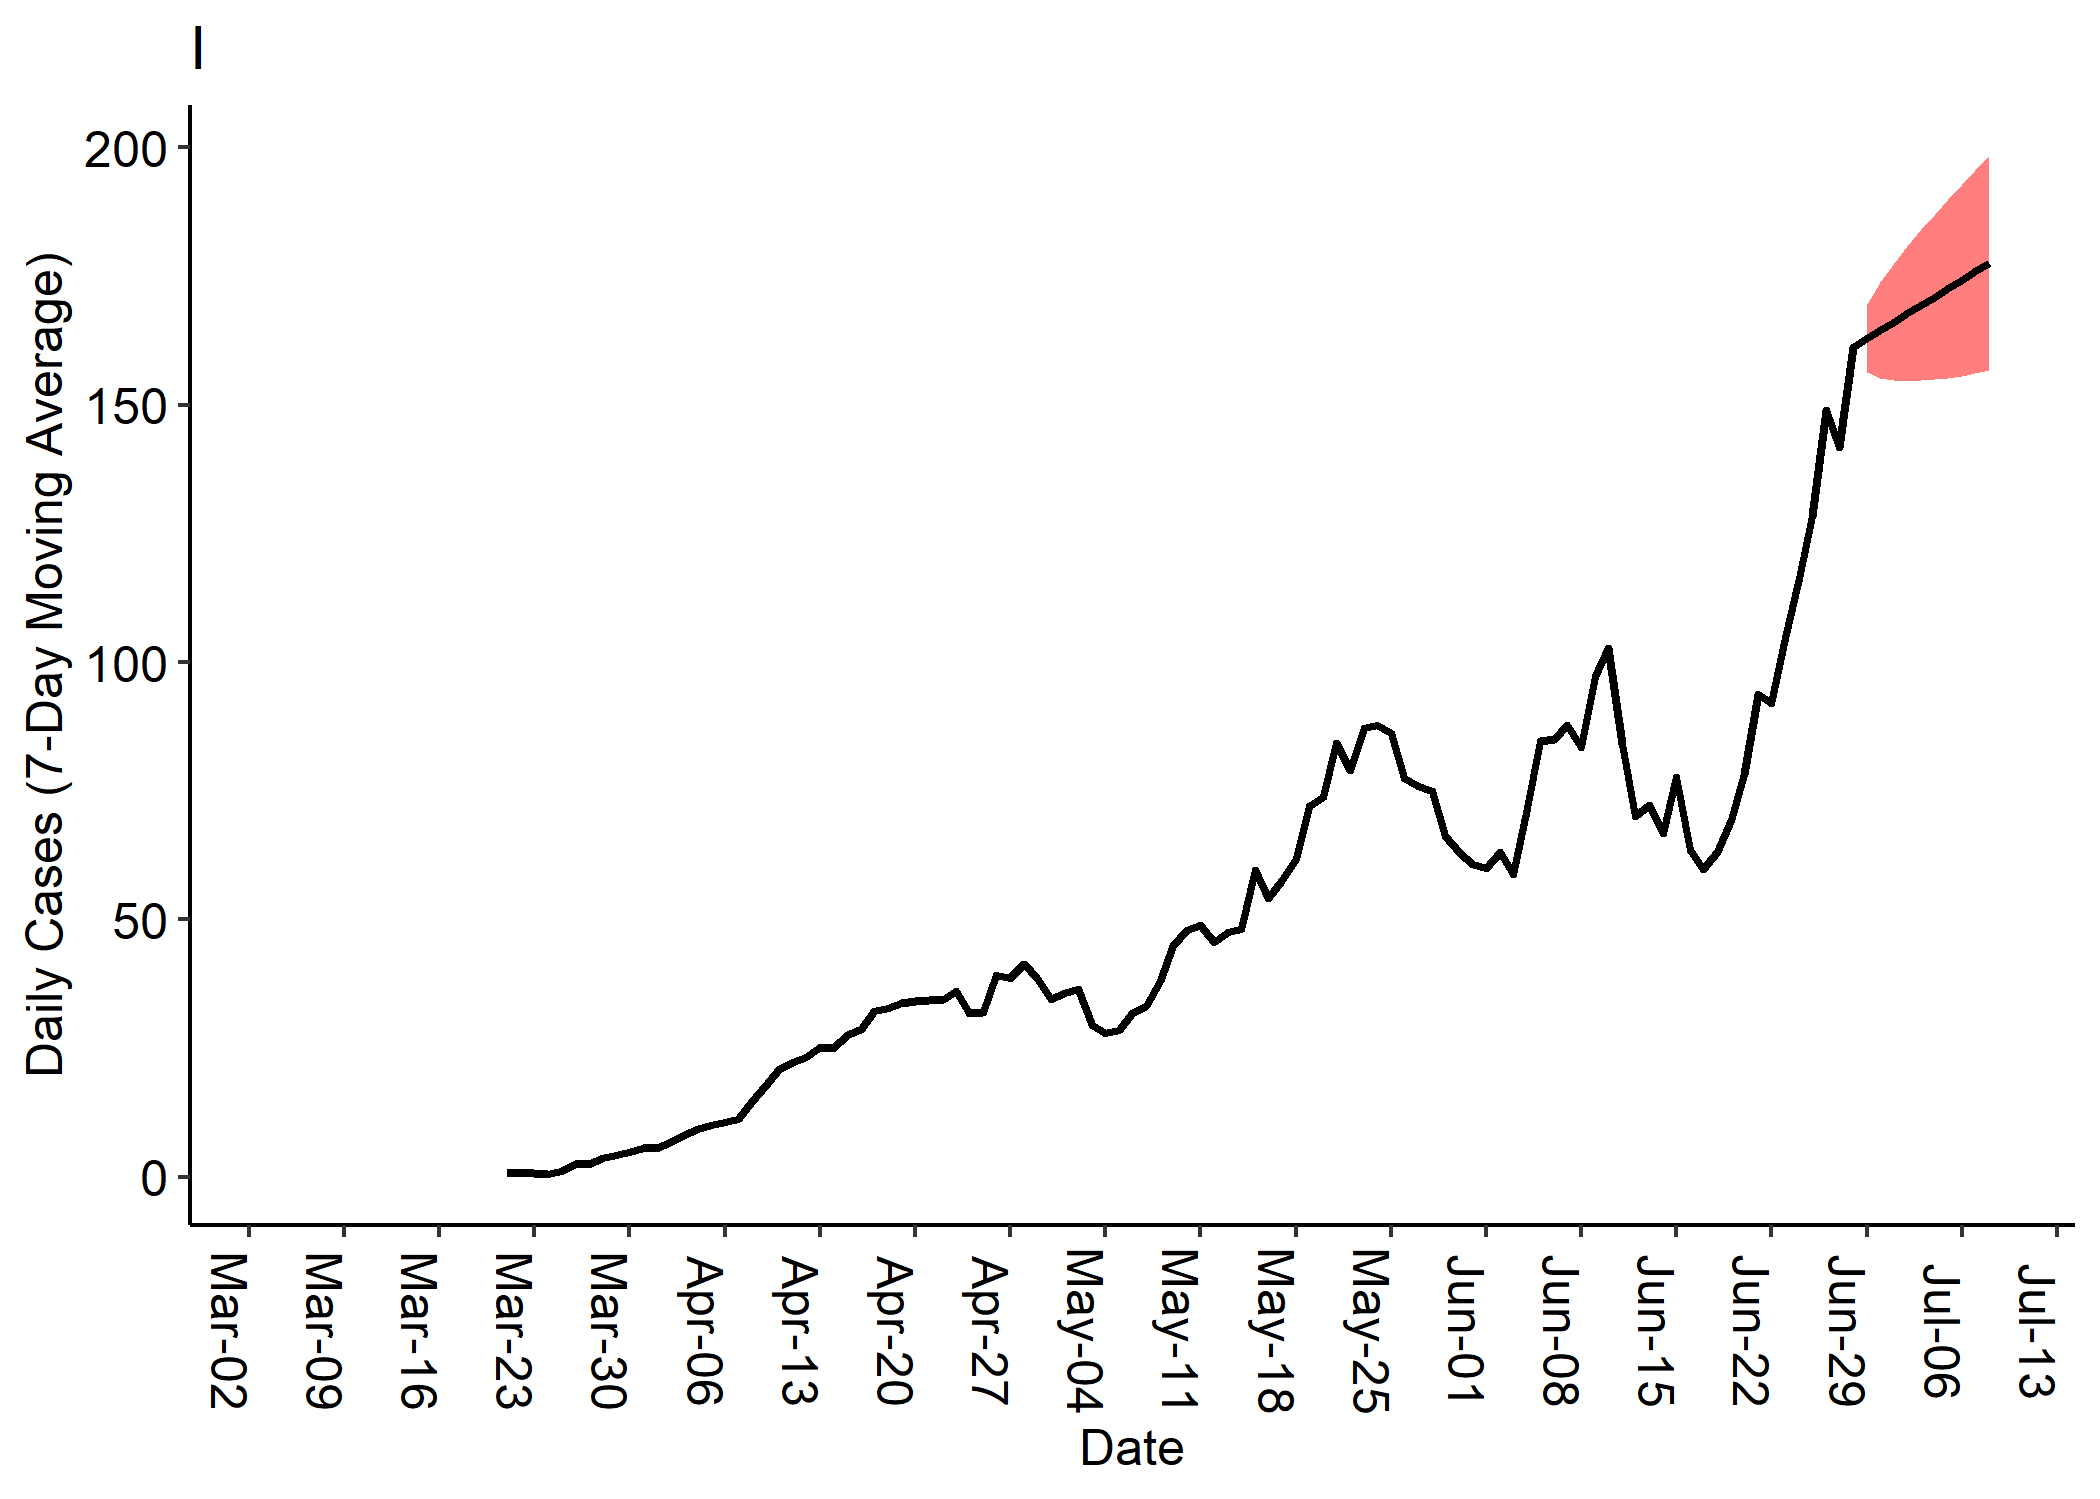 I
Daily Cases (7-Day Moving Average)
200
150
100
50
0
Mar-02
Mar-09
Mar-16
Mar-23
Mar-30
Apr-06
Apr-13
Apr-20
Apr-27
May-04
May-11
May-18
May-25
Jun-01
Jun-08
Jun-15
Jun-22
Jun-29
Jul-06
Jul-13
Date